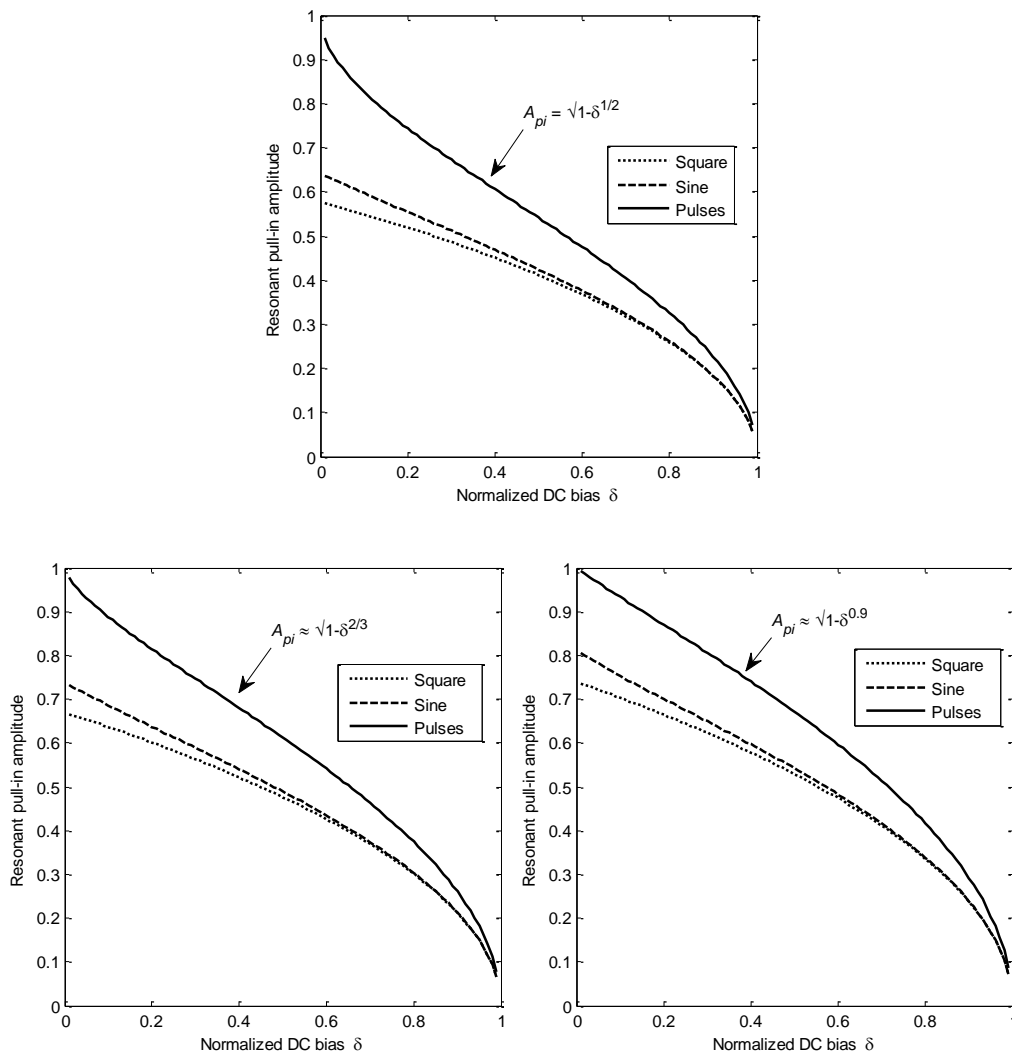 1
0.9
0.8
0.7
0.6
0.5
0.4
0.3
0.2
0.1
0
Resonant pull-in amplitude
A_pi = √1-δ^1/2
Square
Sine
Pulses
0 0.2 0.4 0.6 0.8 1
Normalized DC bias δ
1
0.9
0.8
0.7
0.6
0.5
0.4
0.3
0.2
0.1
0
Resonant pull-in amplitude
A_pi ≈ √1-δ^2/3
Square
Sine
Pulses
0 0.2 0.4 0.6 0.8 1
Normalized DC bias δ
1
0.9
0.8
0.7
0.6
0.5
0.4
0.3
0.2
0.1
0
Resonant pull-in amplitude
A_pi ≈ √1-δ^0.9
Square
Sine
Pulses
0 0.2 0.4 0.6 0.8 1
Normalized DC bias δ